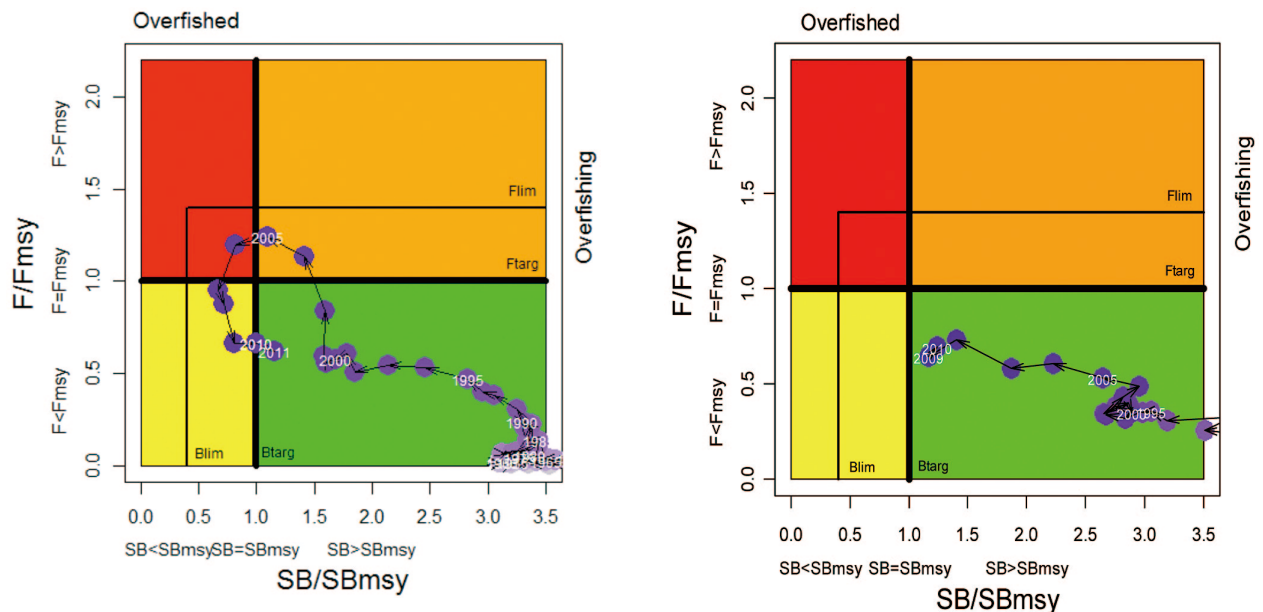 Overfished
2.0
1.5
1.0
0.5
0.0
F>Fmsy
F=Fmsy
F<Fmsy
F/Fmsy
Flim
Ftarg
Blim
Btarg
2005
2010
2011
2000
1995
1990
198
Overfishing
0.0 0.5 1.0 1.5 2.0 2.5 3.0 3.5
SB<SBmsy SB=SBmsy SB>SBmsy
SB/SBmsy
Overfished
2.0
1.5
1.0
0.5
0.0
F>Fmsy
F=Fmsy
F<Fmsy
F/Fmsy
Flim
Ftarg
Blim
Btarg
2010
2009
2005
2000
1995
Overfishing
0.0 0.5 1.0 1.5 2.0 2.5 3.0 3.5
SB<SBmsy SB=SBmsy SB>SBmsy
SB/SBmsy